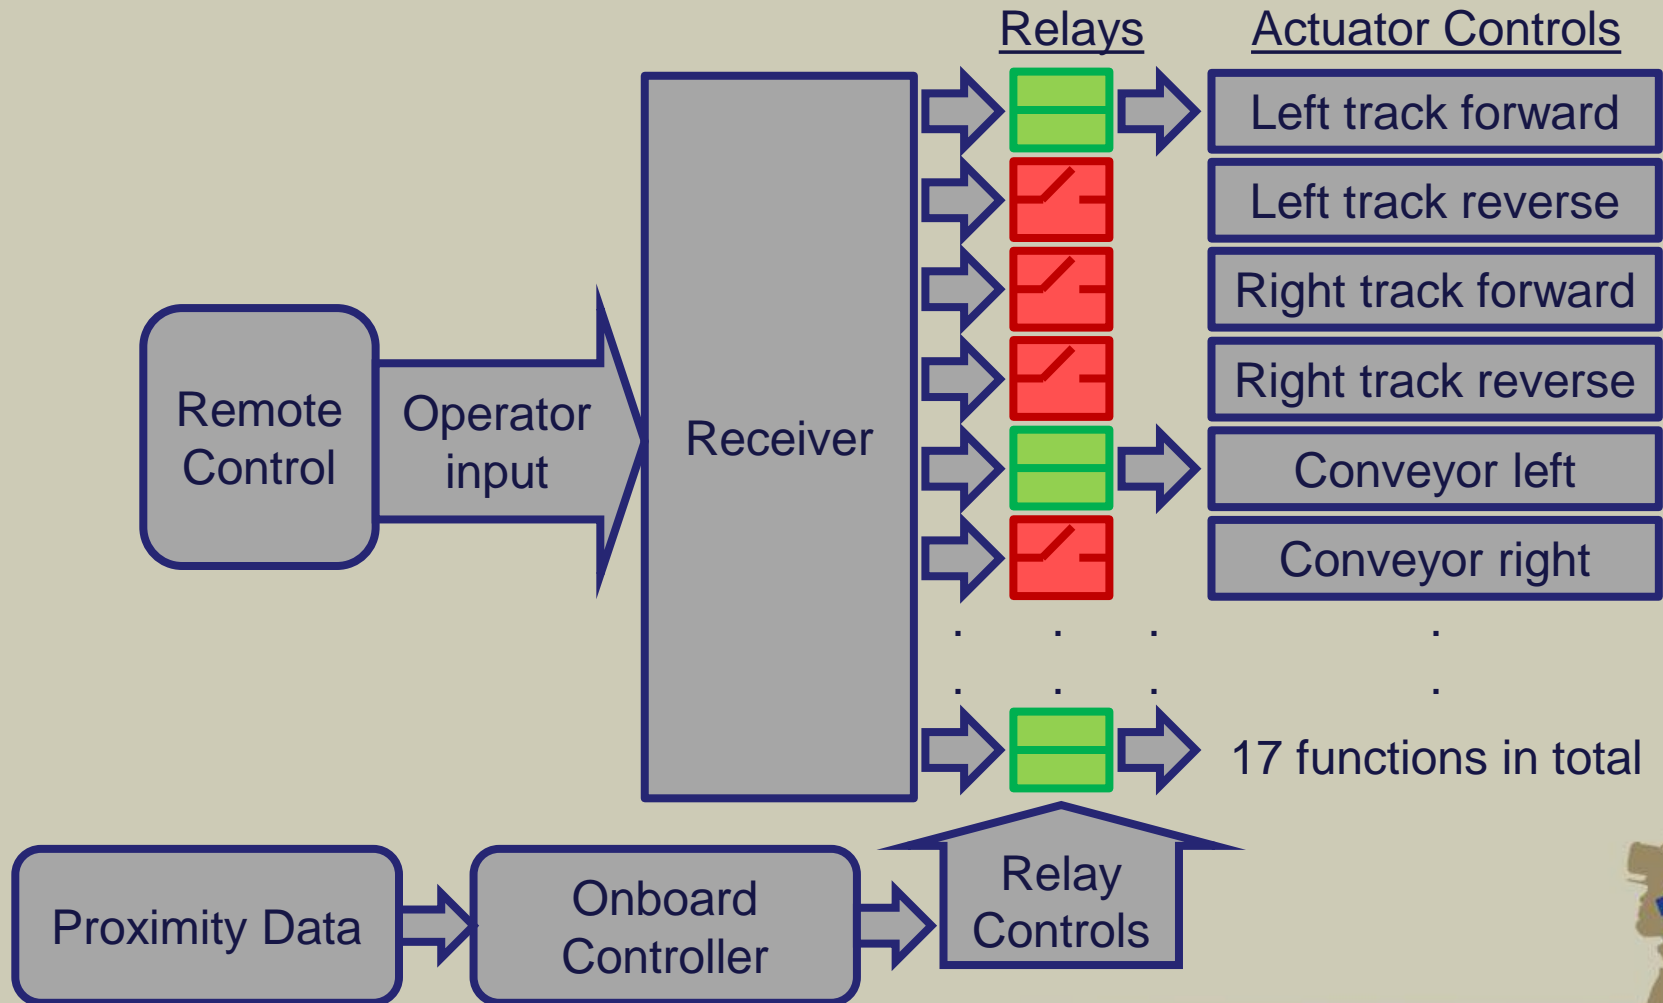 Relays
Actuator Controls
Left track forward
Left track reverse
Right track forward
Right track reverse
Remote
Control
Operator
input
Receiver
Conveyor left
Conveyor right
. . . .
. . . .
17 functions in total
Proximity Data
Onboard
Controller
Relay
Controls